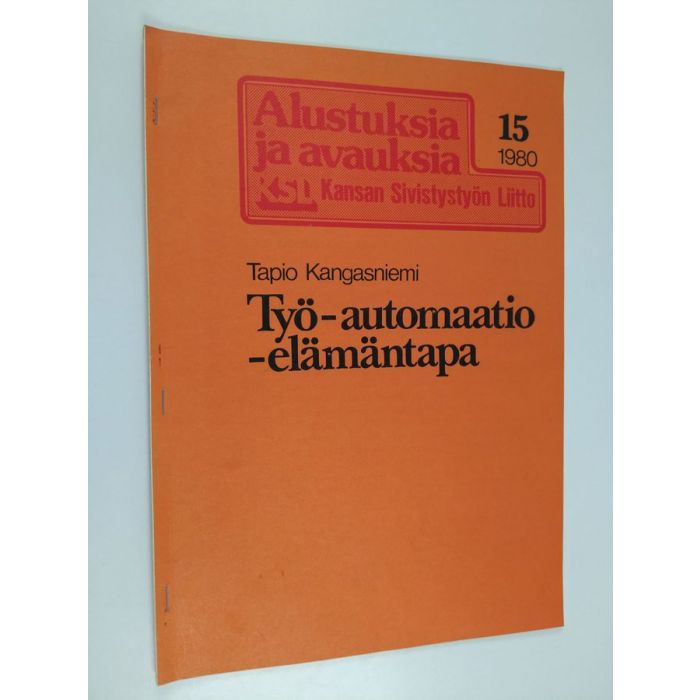 Alustuksia
ja avauksia
KSL Kansan Sivistystyön Liitto
15
1980
Tapio Kangasniemi
Työ-automaatio
-elämäntapa